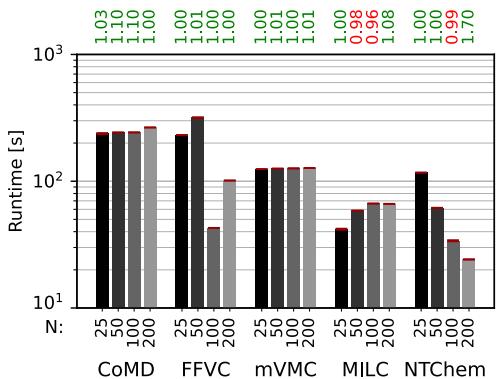 1.03 1.10 1.10 1.00 1.00 1.01 1.00 1.00 1.00 1.01 1.00 1.01 1.00 0.98 0.96 1.08 1.00 1.00 0.99 1.70
10³
10²
10¹
Runtime [s]
N: 25 50 100 200 25 50 100 200 25 50 100 200 25 50 100 200 25 50 100 200
CoMD FFVC mVMC MILC NTChem